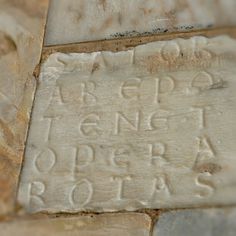 SATOR
AREPO
TENET
OPERA
ROTAS